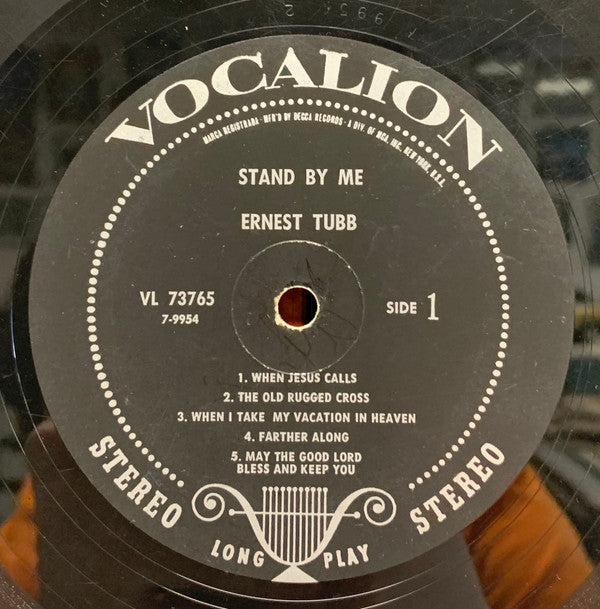 VOCALION
MARCA REGISTRADA · MFR'D BY DECCA RECORDS · A DIV. OF MCA, INC. NEW YORK, U.S.A.
STAND BY ME
ERNEST TUBB
VL 73765
7-9954
SIDE 1
1. WHEN JESUS CALLS
2. THE OLD RUGGED CROSS
3. WHEN I TAKE MY VACATION IN HEAVEN
4. FARTHER ALONG
5. MAY THE GOOD LORD
BLESS AND KEEP YOU
STEREO
LONG PLAY
STEREO